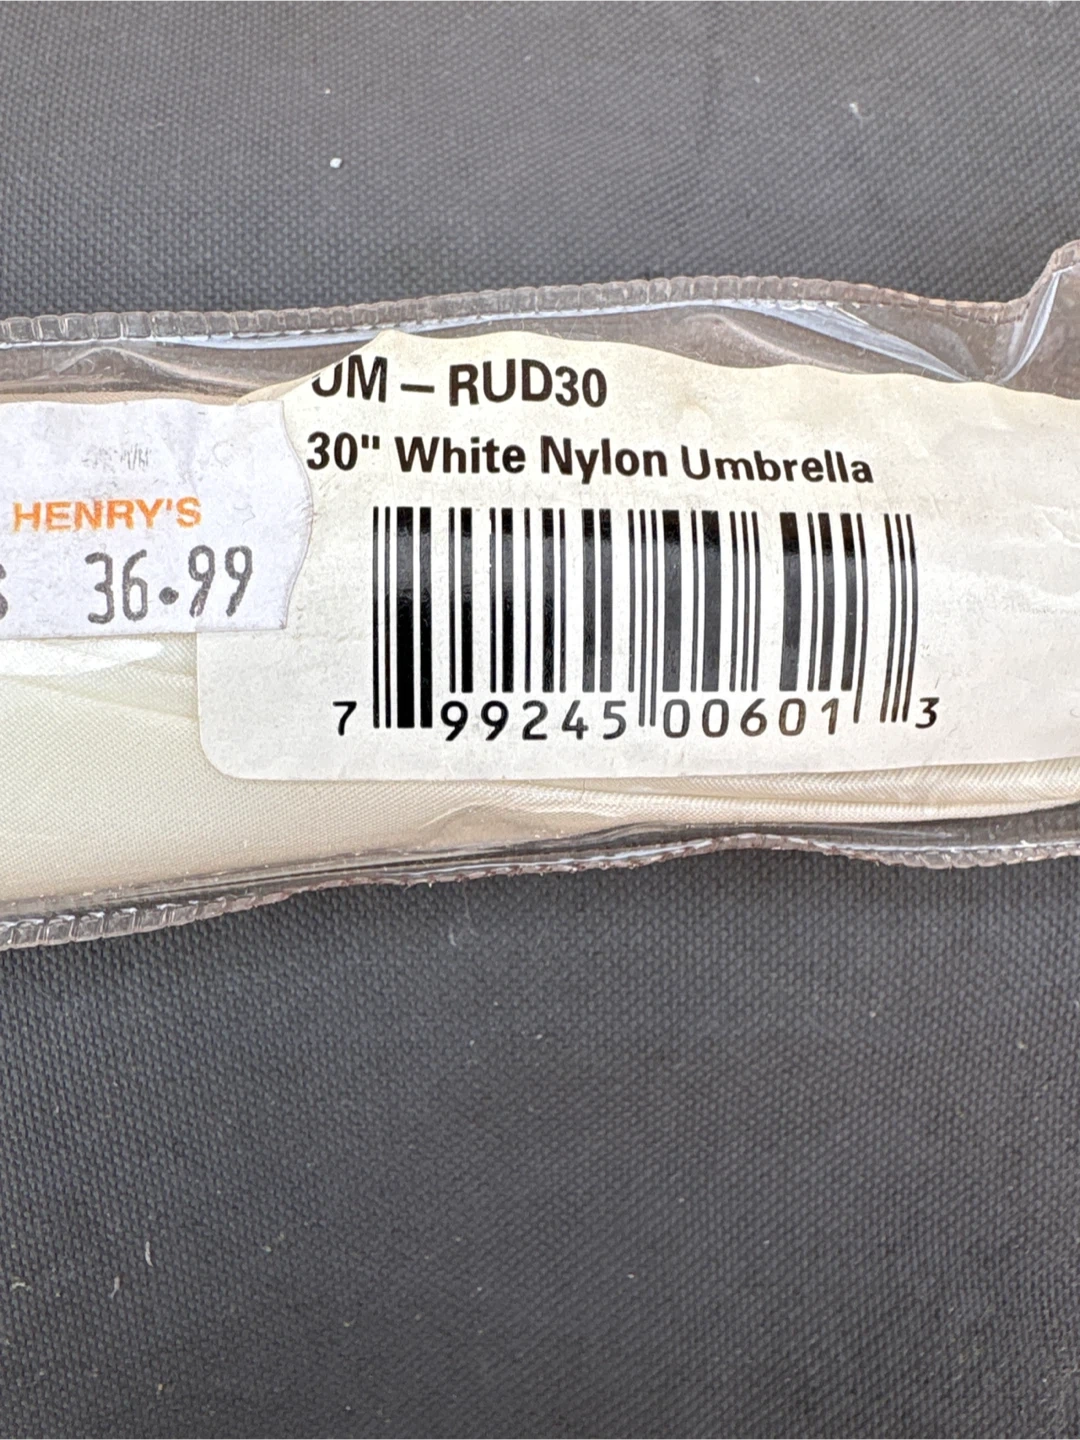 UM – RUD30
30" White Nylon Umbrella
HENRY'S
36.99
7 99245 00601 3